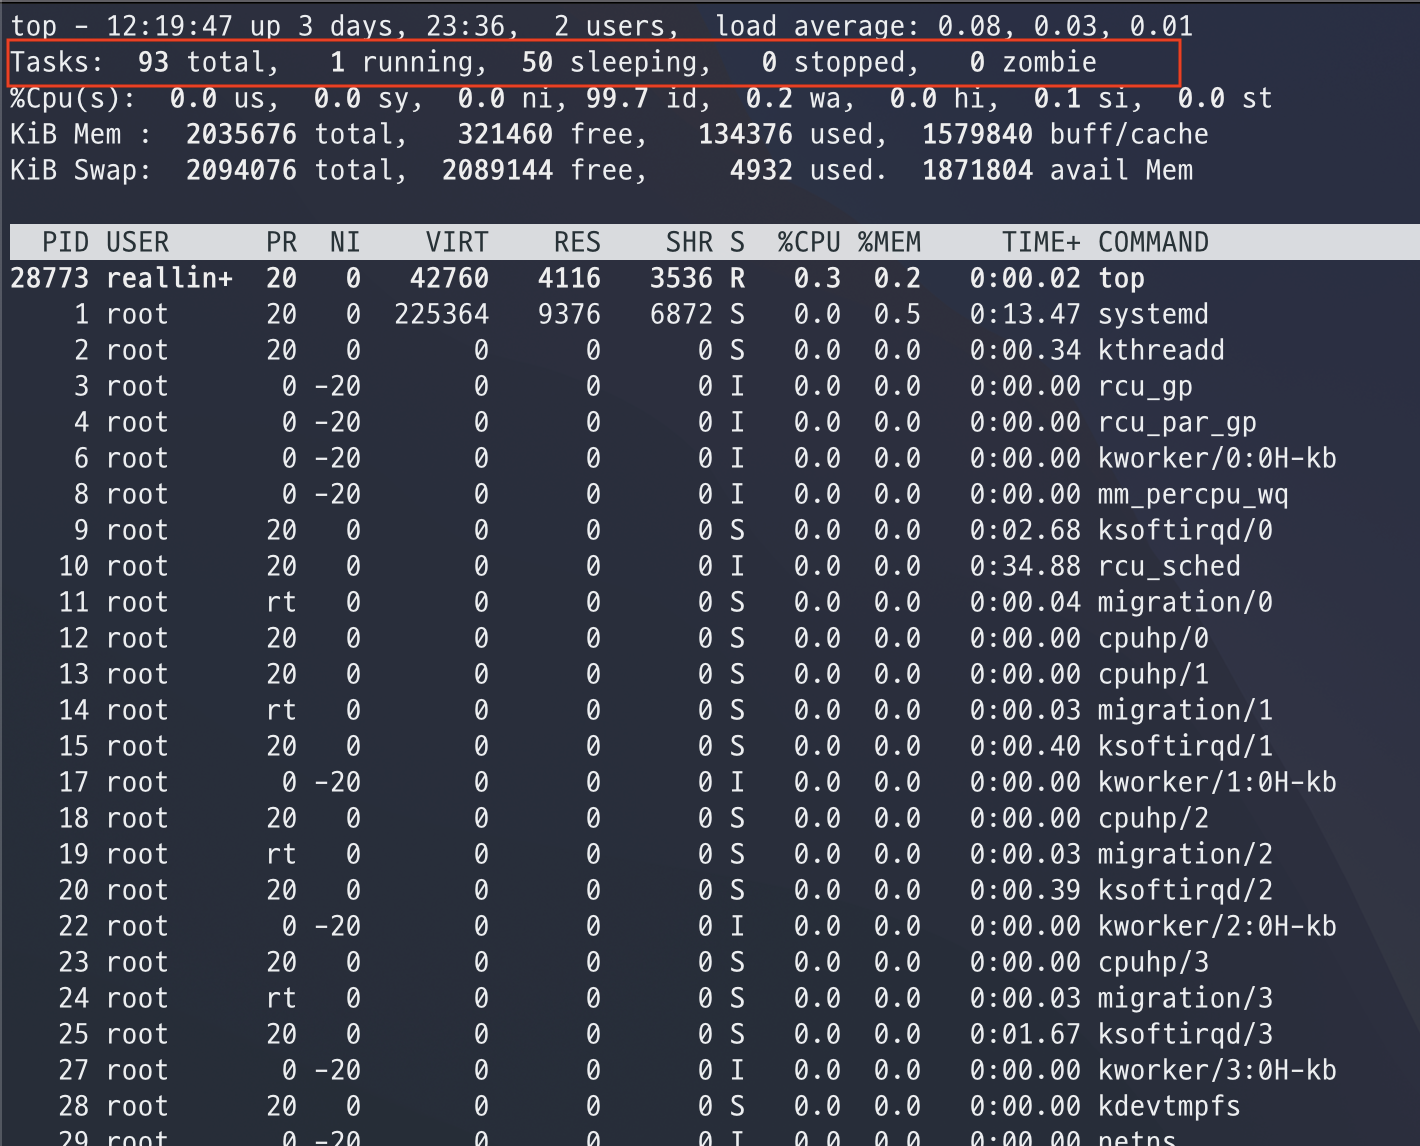 top - 12:19:47 up 3 days, 23:36,  2 users,  load average: 0.08, 0.03, 0.01
Tasks:  93 total,   1 running,  50 sleeping,   0 stopped,   0 zombie
%Cpu(s):  0.0 us,  0.0 sy,  0.0 ni, 99.7 id,  0.2 wa,  0.0 hi,  0.1 si,  0.0 st
KiB Mem :  2035676 total,   321460 free,   134376 used,  1579840 buff/cache
KiB Swap:  2094076 total,  2089144 free,     4932 used.  1871804 avail Mem
PID USER      PR  NI    VIRT    RES    SHR S  %CPU %MEM     TIME+ COMMAND
28773 reallin+  20   0   42760   4116   3536 R   0.3  0.2   0:00.02 top
1 root      20   0  225364   9376   6872 S   0.0  0.5   0:13.47 systemd
2 root      20   0       0      0      0 S   0.0  0.0   0:00.34 kthreadd
3 root       0 -20       0      0      0 I   0.0  0.0   0:00.00 rcu_gp
4 root       0 -20       0      0      0 I   0.0  0.0   0:00.00 rcu_par_gp
6 root       0 -20       0      0      0 I   0.0  0.0   0:00.00 kworker/0:0H-kb
8 root       0 -20       0      0      0 I   0.0  0.0   0:00.00 mm_percpu_wq
9 root      20   0       0      0      0 S   0.0  0.0   0:02.68 ksoftirqd/0
10 root      20   0       0      0      0 I   0.0  0.0   0:34.88 rcu_sched
11 root      rt   0       0      0      0 S   0.0  0.0   0:00.04 migration/0
12 root      20   0       0      0      0 S   0.0  0.0   0:00.00 cpuhp/0
13 root      20   0       0      0      0 S   0.0  0.0   0:00.00 cpuhp/1
14 root      rt   0       0      0      0 S   0.0  0.0   0:00.03 migration/1
15 root      20   0       0      0      0 S   0.0  0.0   0:00.40 ksoftirqd/1
17 root       0 -20       0      0      0 I   0.0  0.0   0:00.00 kworker/1:0H-kb
18 root      20   0       0      0      0 S   0.0  0.0   0:00.00 cpuhp/2
19 root      rt   0       0      0      0 S   0.0  0.0   0:00.03 migration/2
20 root      20   0       0      0      0 S   0.0  0.0   0:00.39 ksoftirqd/2
22 root       0 -20       0      0      0 I   0.0  0.0   0:00.00 kworker/2:0H-kb
23 root      20   0       0      0      0 S   0.0  0.0   0:00.00 cpuhp/3
24 root      rt   0       0      0      0 S   0.0  0.0   0:00.03 migration/3
25 root      20   0       0      0      0 S   0.0  0.0   0:01.67 ksoftirqd/3
27 root       0 -20       0      0      0 I   0.0  0.0   0:00.00 kworker/3:0H-kb
28 root      20   0       0      0      0 S   0.0  0.0   0:00.00 kdevtmpfs
29 root       0 -20       0      0      0 I   0.0  0.0   0:00.00 netns